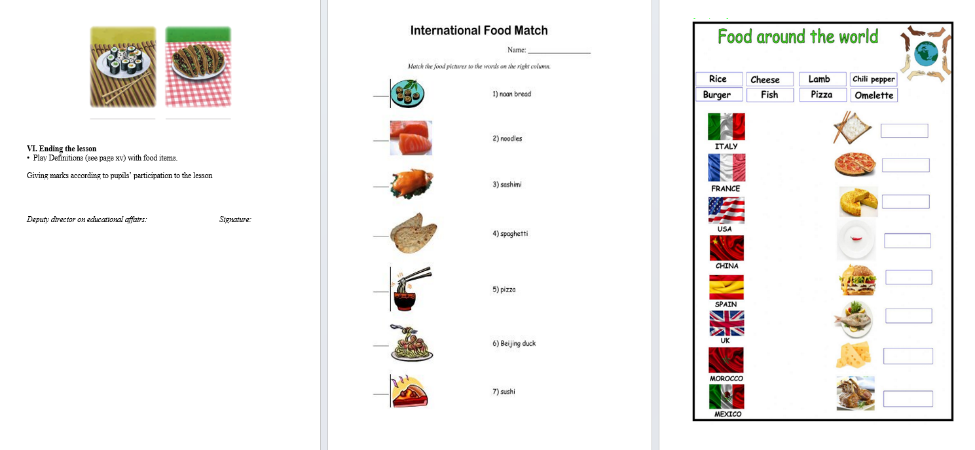 VI. Ending the lesson
• Play Definitions (see page xv) with food items.
Giving marks according to pupils' participation to the lesson
Deputy director on educational affairs: Signature:
International Food Match
Name: ____________
Match the food pictures to the words on the right column.
1) naan bread
2) noodles
3) sashimi
4) spaghetti
5) pizza
6) Beijing duck
7) sushi
Food around the world
Rice Cheese Lamb Chili pepper
Burger Fish Pizza Omelette
ITALY
FRANCE
USA
CHINA
SPAIN
UK
MOROCCO
MEXICO